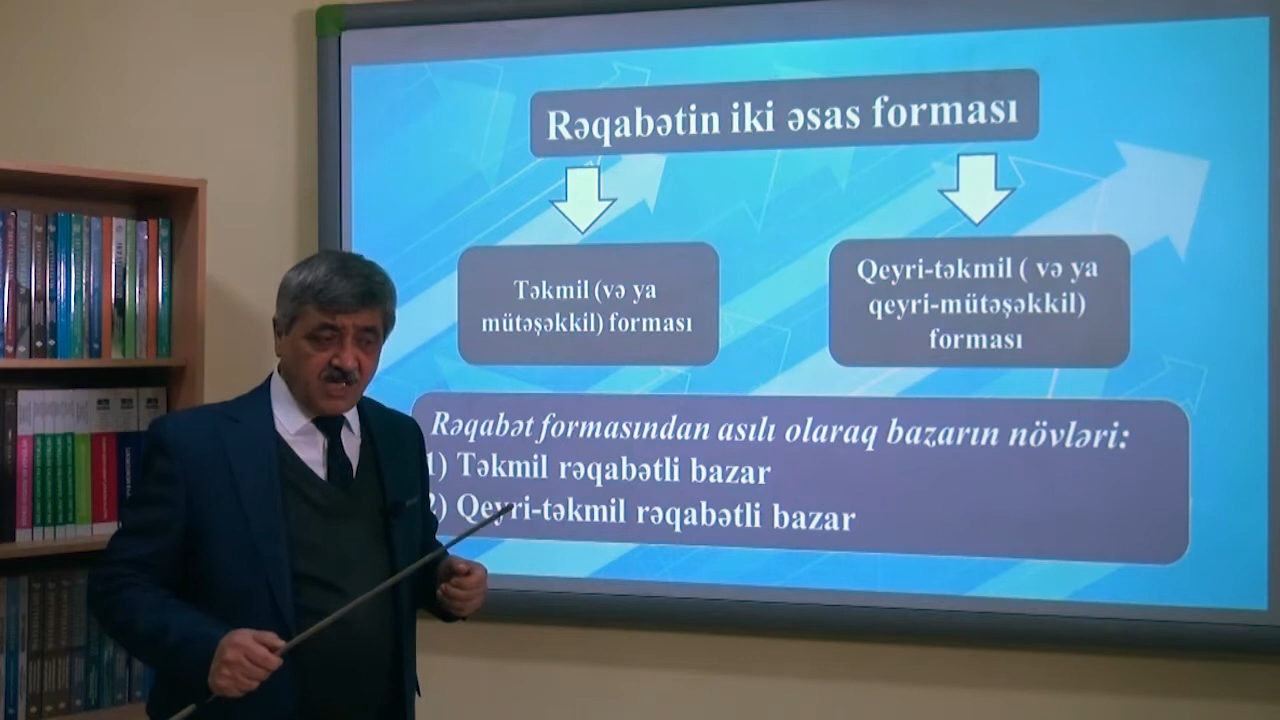 Rəqabətin iki əsas forması
Təkmil (və ya
mütəşəkkil) forması
Qeyri-təkmil ( və ya
qeyri-mütəşəkkil)
forması
Rəqabət formasından asılı olaraq bazarın növləri:
1) Təkmil rəqabətli bazar
2) Qeyri-təkmil rəqabətli bazar